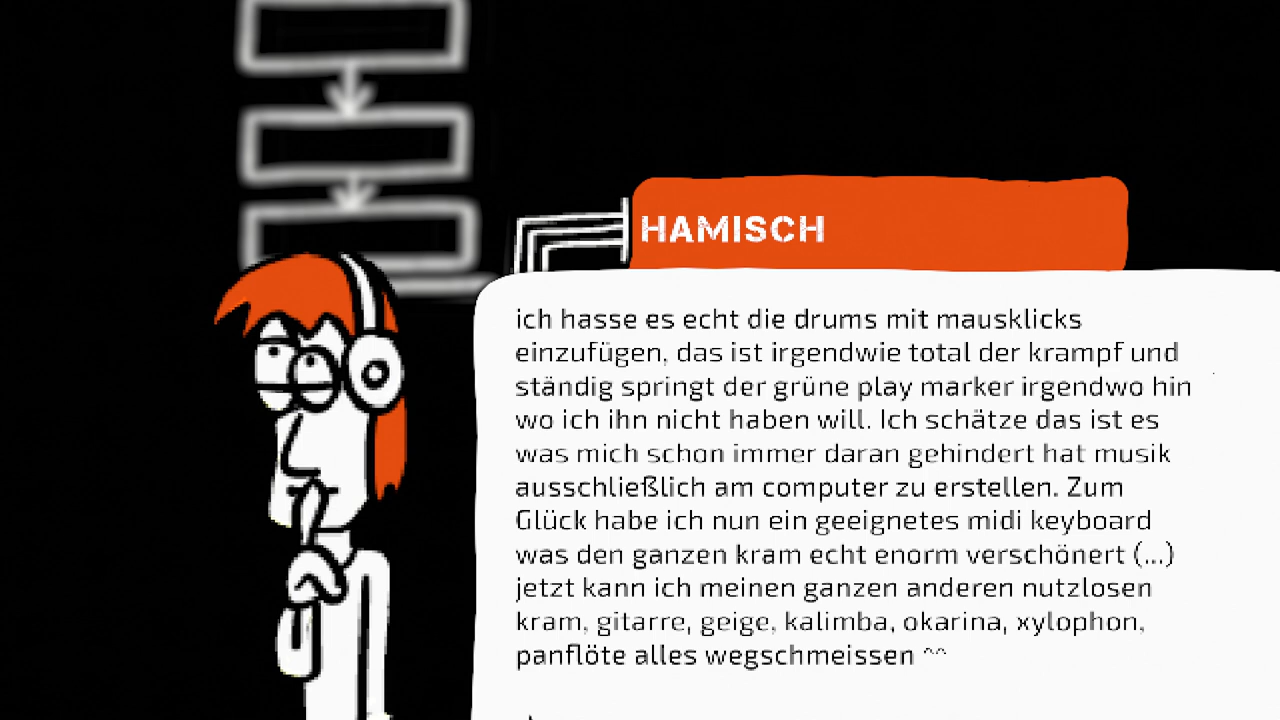 HAMISCH
ich hasse es echt die drums mit mausklicks
einzufügen, das ist irgendwie total der krampf und
ständig springt der grüne play marker irgendwo hin
wo ich ihn nicht haben will. Ich schätze das ist es
was mich schon immer daran gehindert hat musik
ausschließlich am computer zu erstellen. Zum
Glück habe ich nun ein geeignetes midi keyboard
was den ganzen kram echt enorm verschönert (...)
jetzt kann ich meinen ganzen anderen nutzlosen
kram, gitarre, geige, kalimba, okarina, xylophon,
panflöte alles wegschmeissen ^^